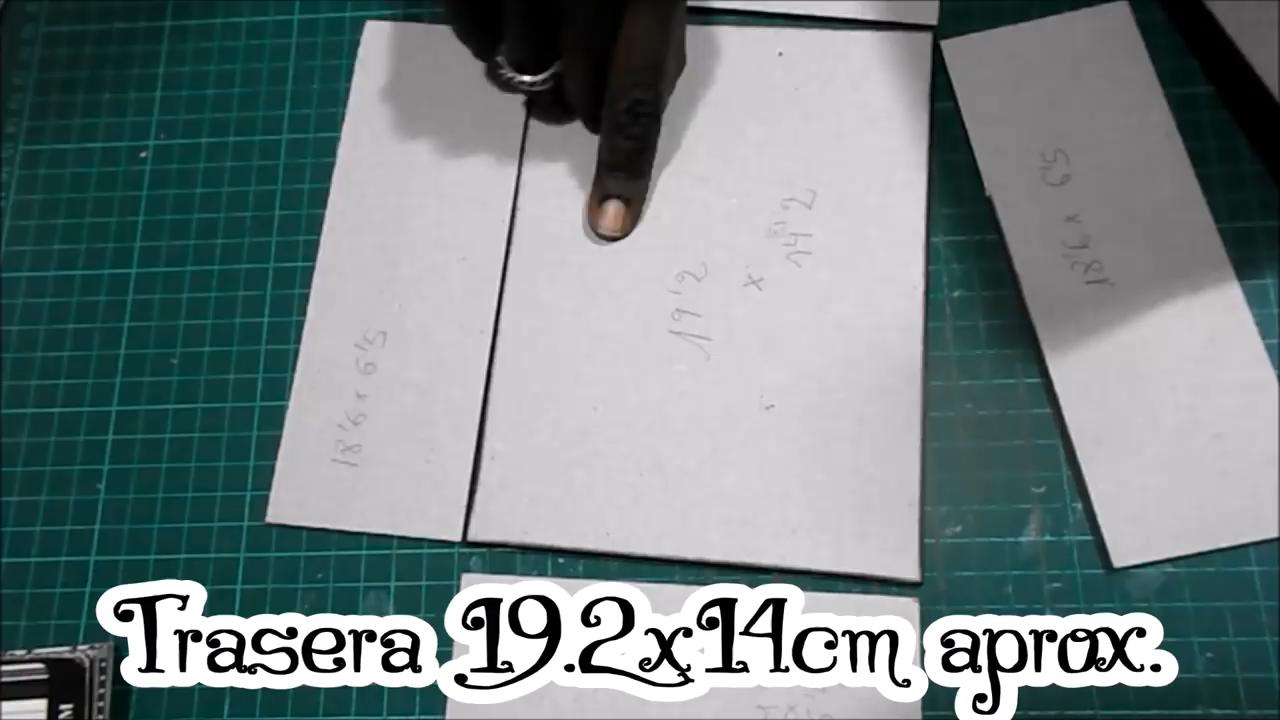 18'6 x 6'5
19'2
x
14'2
18'6 x 6'5
Trasera 19.2x14cm aprox.